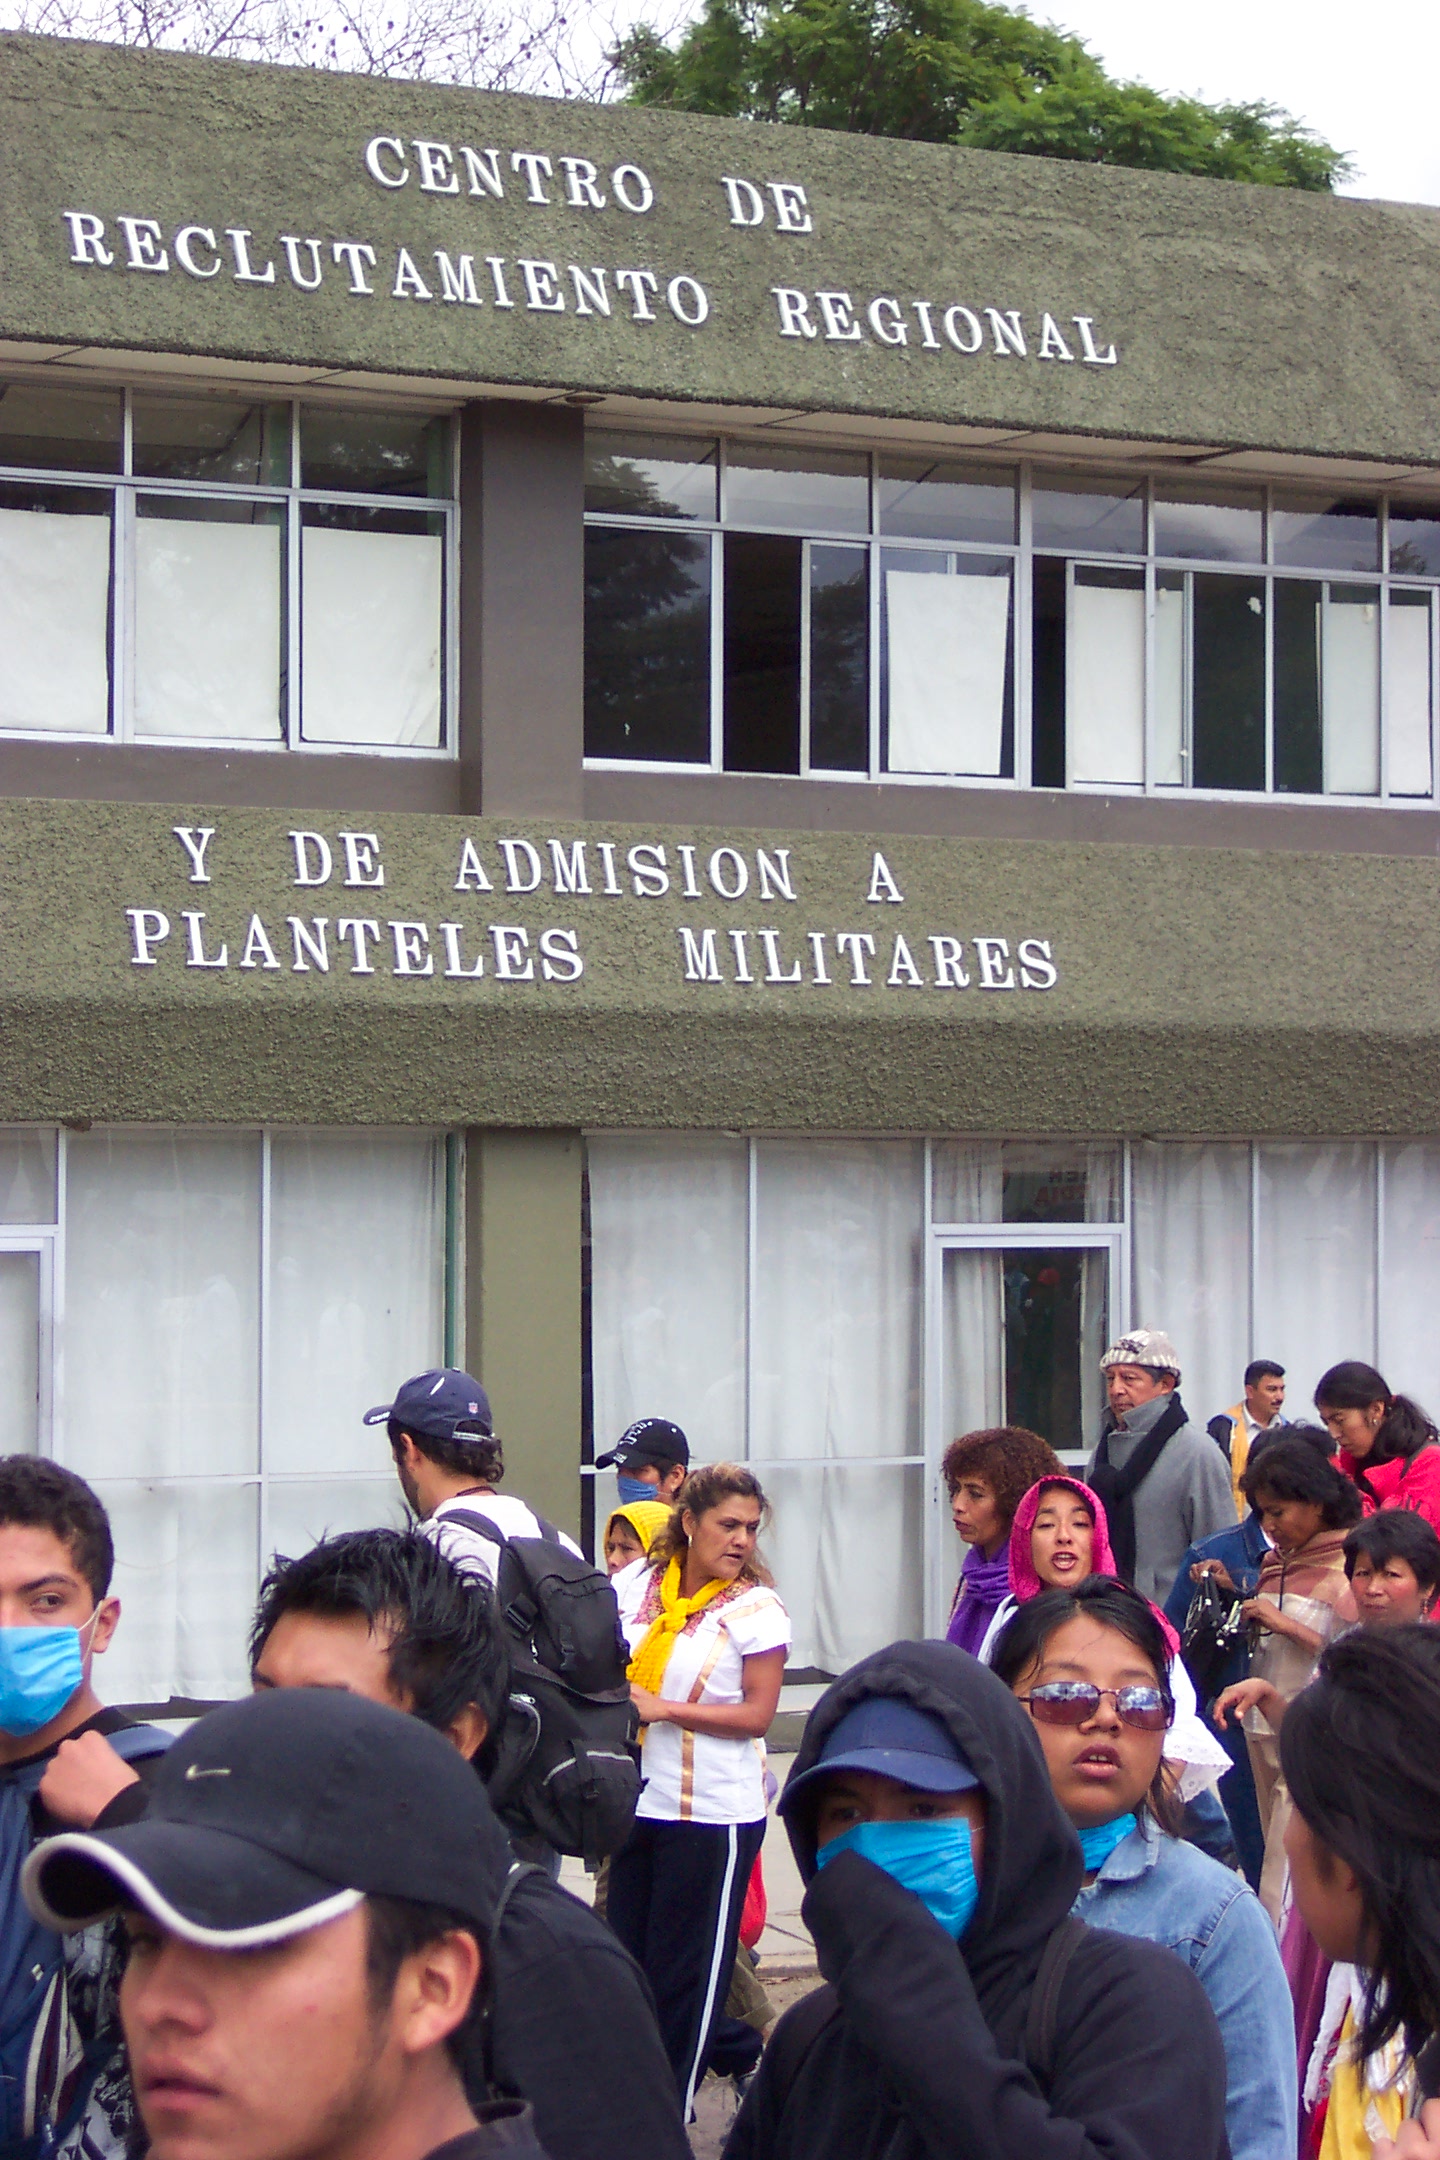 CENTRO DE
RECLUTAMIENTO REGIONAL
Y DE ADMISION A
PLANTELES MILITARES